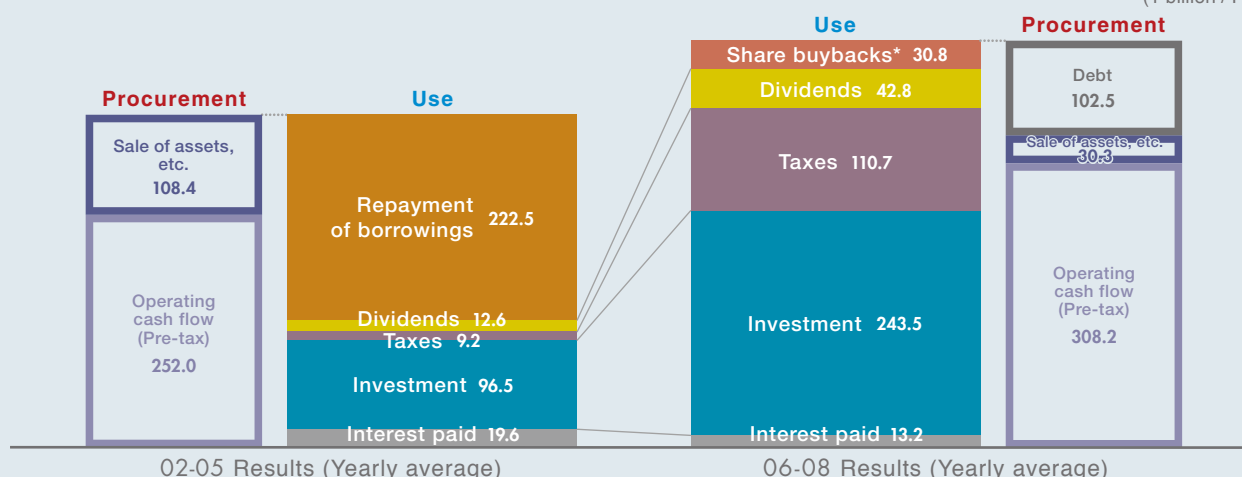 Use
Procurement
Share buybacks* 30.8
Dividends 42.8
Debt
102.5
Procurement
Use
Sale of assets,
etc.
108.4
Taxes 110.7
Sale of assets, etc.
30.3
Repayment
of borrowings 222.5
Operating
cash flow
(Pre-tax)
252.0
Operating
cash flow
(Pre-tax)
308.2
Dividends 12.6
Taxes 9.2
Investment 243.5
Investment 96.5
Interest paid 19.6
Interest paid 13.2
02-05 Results (Yearly average)
06-08 Results (Yearly average)